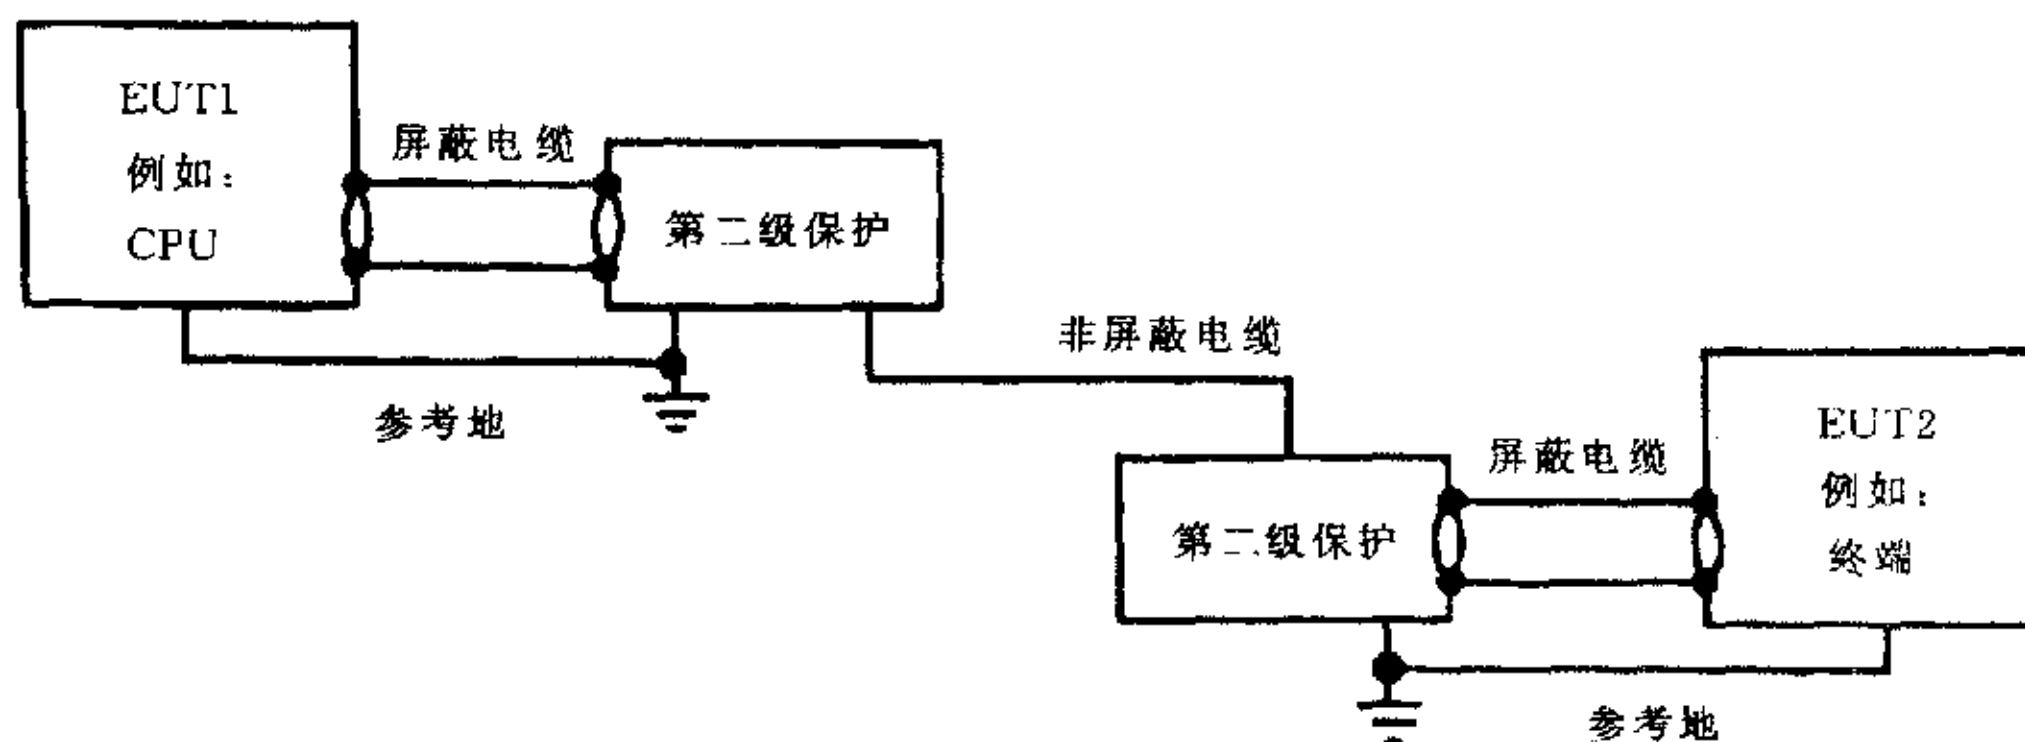 EUT1
例如：
CPU
屏蔽电缆
第二级保护
参考地
非屏蔽电缆
第二级保护
屏蔽电缆
EUT2
例如：
终端
参考地